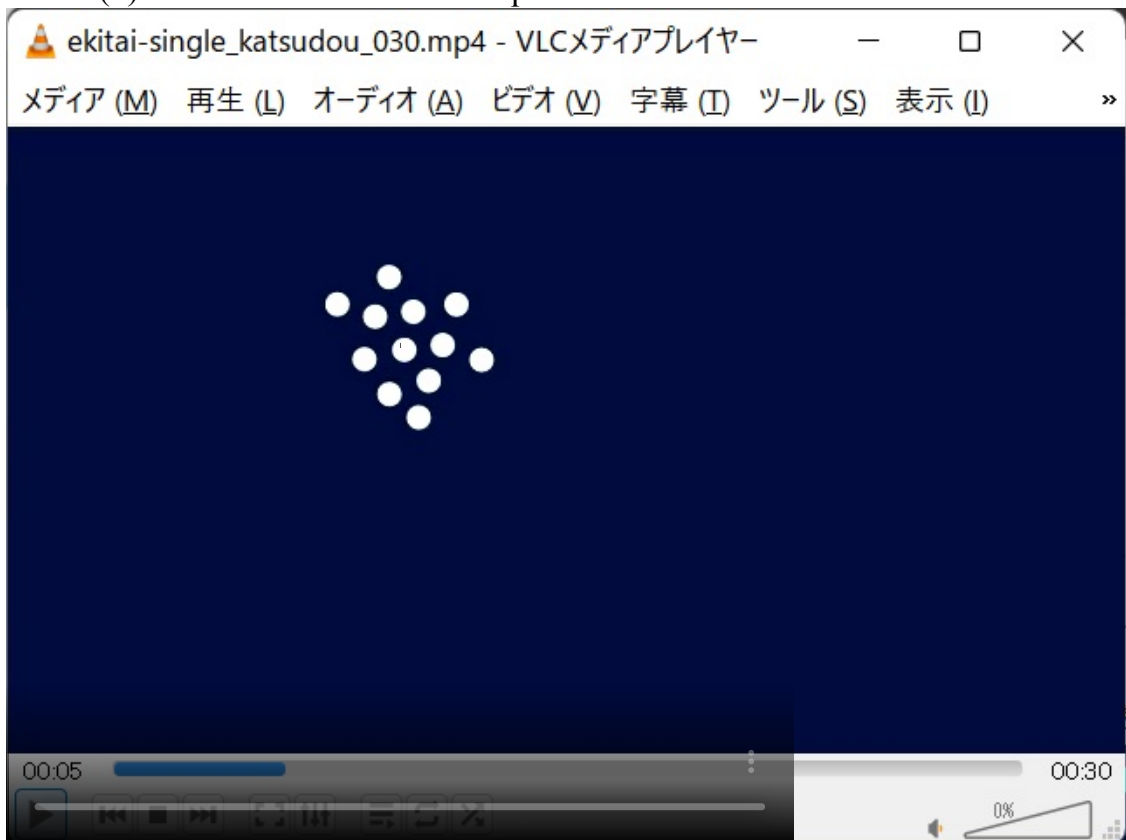 ekitai-single_katsudou_030.mp4 - VLCメディアプレイヤー
メディア (M) 再生 (L) オーディオ (A) ビデオ (V) 字幕 (T) ツール (S) 表示 (I) »
00:05 00:30
0%